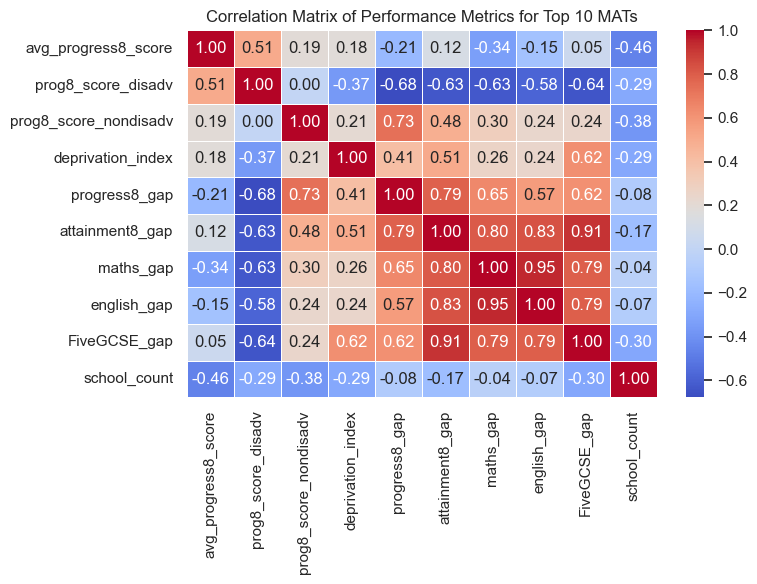 Correlation Matrix of Performance Metrics for Top 10 MATs
avg_progress8_score 1.00 0.51 0.19 0.18 -0.21 0.12 -0.34 -0.15 0.05 -0.46
prog8_score_disadv 0.51 1.00 0.00 -0.37 -0.68 -0.63 -0.63 -0.58 -0.64 -0.29
prog8_score_nondisadv 0.19 0.00 1.00 0.21 0.73 0.48 0.30 0.24 0.24 -0.38
deprivation_index 0.18 -0.37 0.21 1.00 0.41 0.51 0.26 0.24 0.62 -0.29
progress8_gap -0.21 -0.68 0.73 0.41 1.00 0.79 0.65 0.57 0.62 -0.08
attainment8_gap 0.12 -0.63 0.48 0.51 0.79 1.00 0.80 0.83 0.91 -0.17
maths_gap -0.34 -0.63 0.30 0.26 0.65 0.80 1.00 0.95 0.79 -0.04
english_gap -0.15 -0.58 0.24 0.24 0.57 0.83 0.95 1.00 0.79 -0.07
FiveGCSE_gap 0.05 -0.64 0.24 0.62 0.62 0.91 0.79 0.79 1.00 -0.30
school_count -0.46 -0.29 -0.38 -0.29 -0.08 -0.17 -0.04 -0.07 -0.30 1.00
avg_progress8_score
prog8_score_disadv
prog8_score_nondisadv
deprivation_index
progress8_gap
attainment8_gap
maths_gap
english_gap
FiveGCSE_gap
school_count
1.0
0.8
0.6
0.4
0.2
0.0
−0.2
−0.4
−0.6